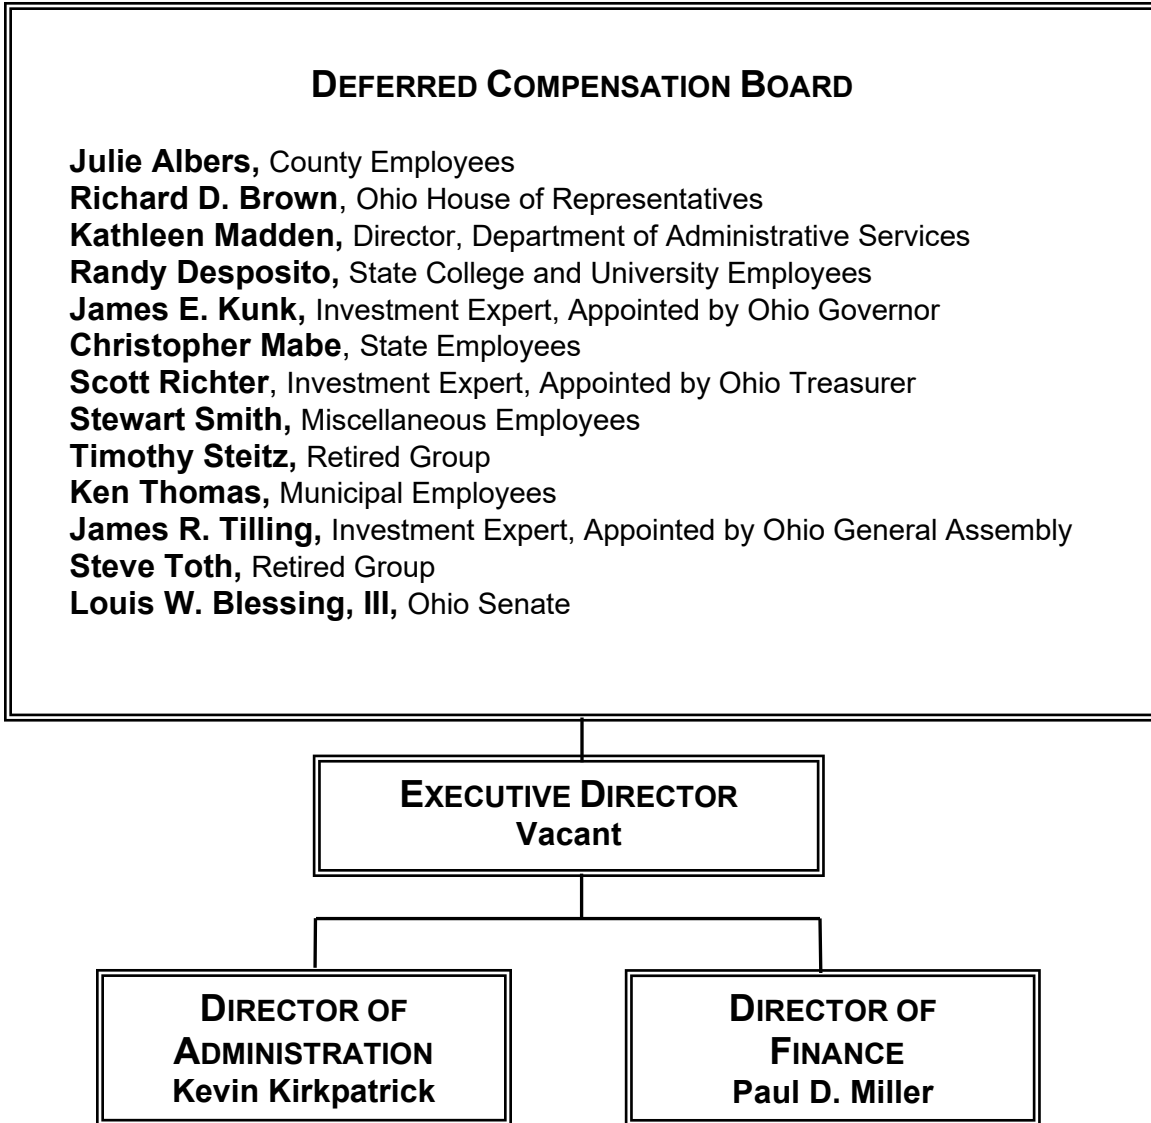 DEFERRED COMPENSATION BOARD
Julie Albers, County Employees
Richard D. Brown, Ohio House of Representatives
Kathleen Madden, Director, Department of Administrative Services
Randy Desposito, State College and University Employees
James E. Kunk, Investment Expert, Appointed by Ohio Governor
Christopher Mabe, State Employees
Scott Richter, Investment Expert, Appointed by Ohio Treasurer
Stewart Smith, Miscellaneous Employees
Timothy Steitz, Retired Group
Ken Thomas, Municipal Employees
James R. Tilling, Investment Expert, Appointed by Ohio General Assembly
Steve Toth, Retired Group
Louis W. Blessing, III, Ohio Senate
EXECUTIVE DIRECTOR
Vacant
DIRECTOR OF
ADMINISTRATION
Kevin Kirkpatrick
DIRECTOR OF
FINANCE
Paul D. Miller